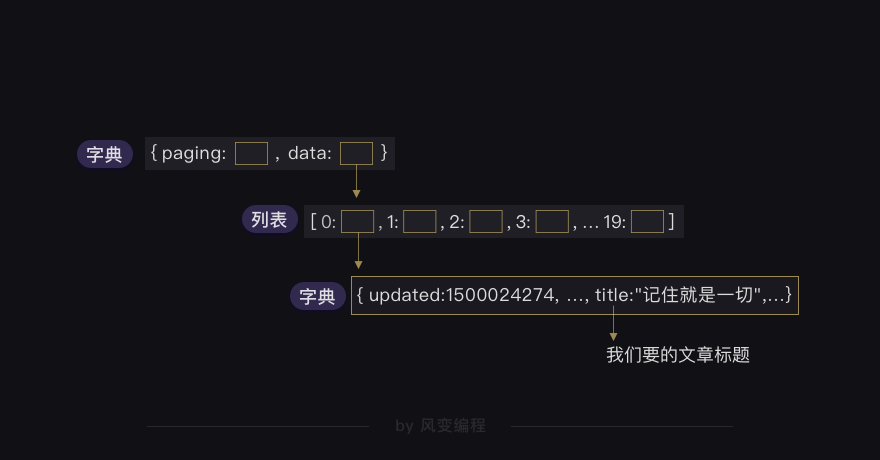 字典 { paging: , data: }
列表 [ 0: , 1: , 2: , 3: , ... 19: ]
字典 { updated:1500024274, ..., title:"记住就是一切",...}
我们要的文章标题
by 风变编程